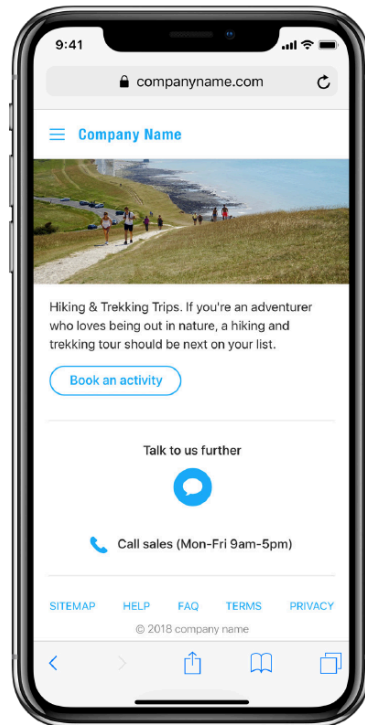 9:41
companyname.com
Company Name
Hiking & Trekking Trips. If you're an adventurer
who loves being out in nature, a hiking and
trekking tour should be next on your list.
Book an activity
Talk to us further
Call sales (Mon-Fri 9am-5pm)
SITEMAP HELP FAQ TERMS PRIVACY
© 2018 company name